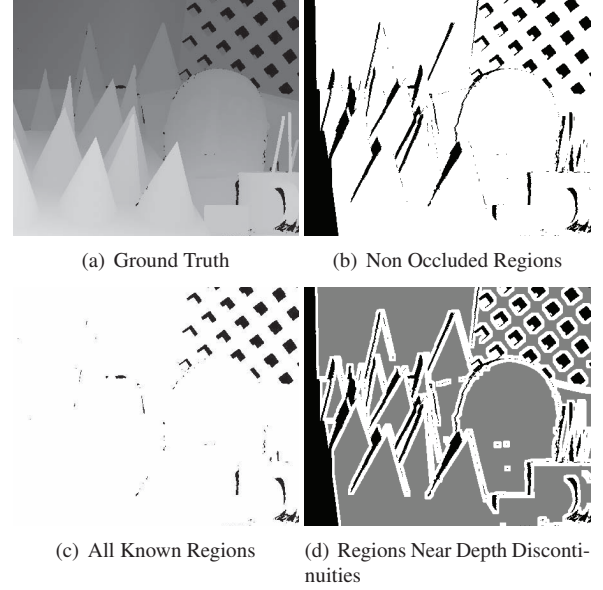 (a) Ground Truth
(b) Non Occluded Regions
(c) All Known Regions
(d) Regions Near Depth Disconti-
nuities